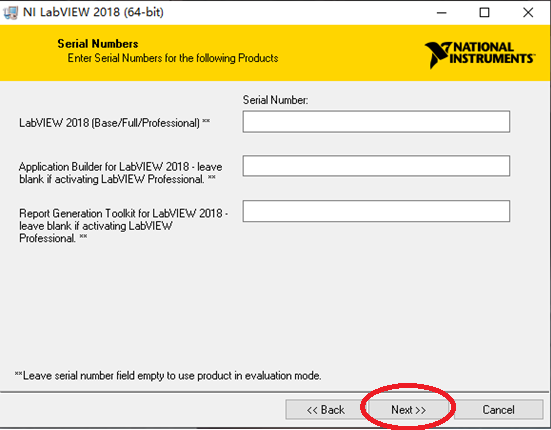 NI LabVIEW 2018 (64-bit)
Serial Numbers
Enter Serial Numbers for the following Products
NATIONAL
INSTRUMENTS
Serial Number:
LabVIEW 2018 (Base/Full/Professional) **
Application Builder for LabVIEW 2018 - leave
blank if activating LabVIEW Professional. **
Report Generation Toolkit for LabVIEW 2018 -
leave blank if activating LabVIEW
Professional. **
**Leave serial number field empty to use product in evaluation mode.
<< Back
Next >>
Cancel